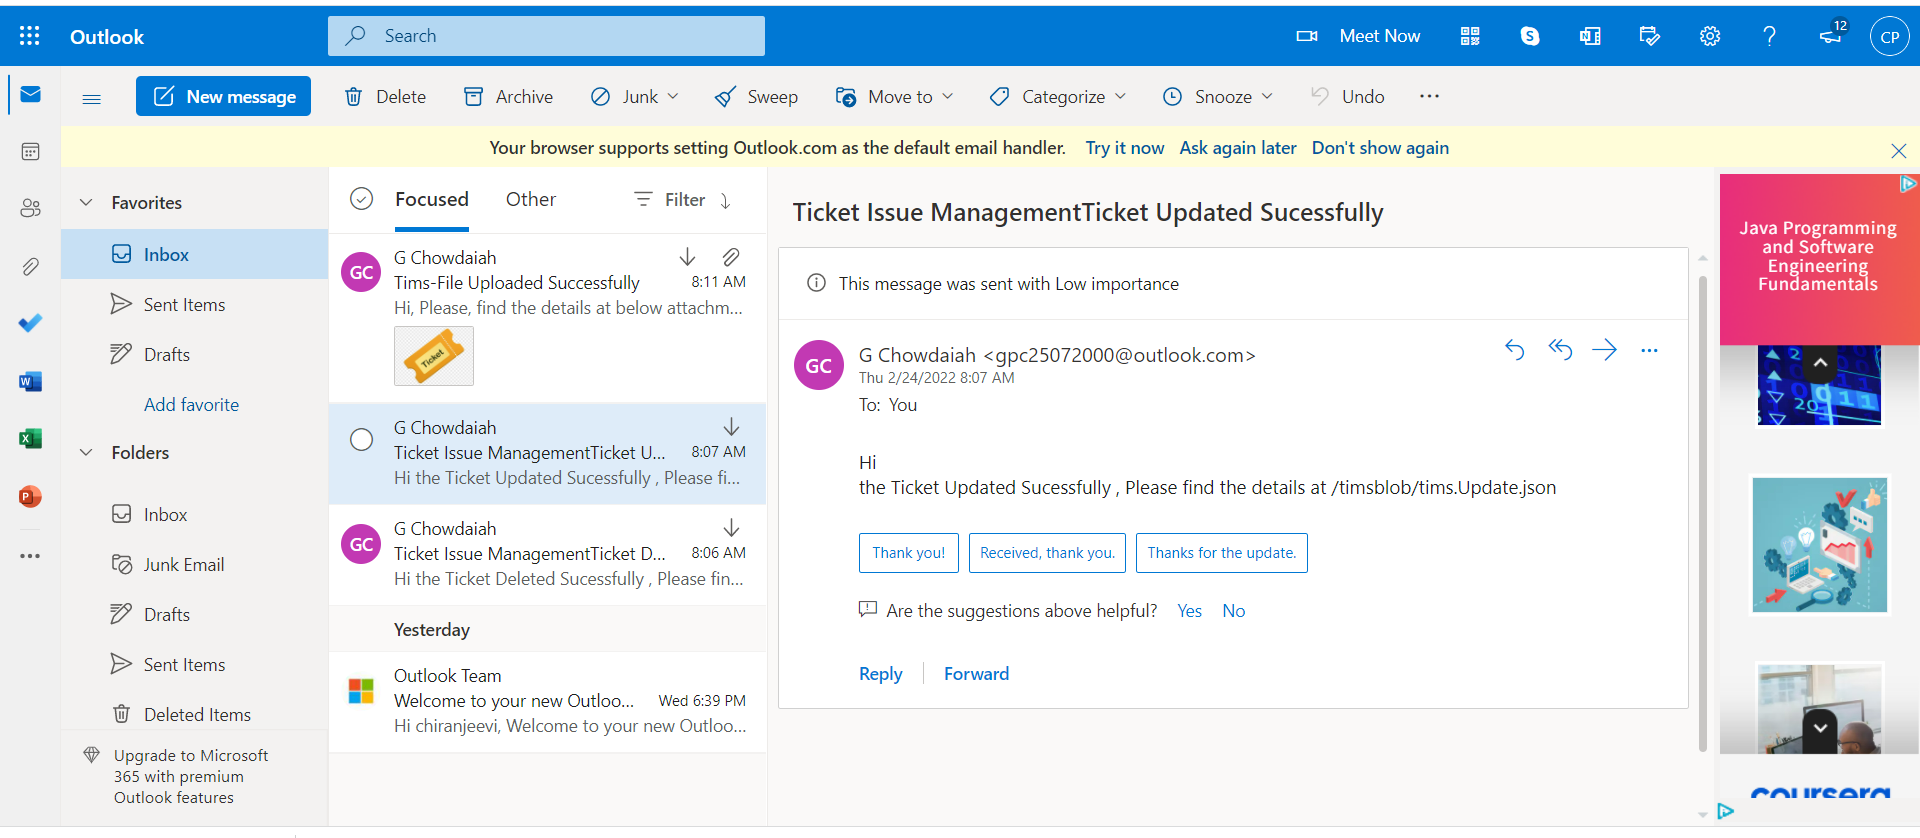 Outlook
Search
Meet Now
12
CP
New message
Delete
Archive
Junk
Sweep
Move to
Categorize
Snooze
Undo
Your browser supports setting Outlook.com as the default email handler. Try it now Ask again later Don't show again
Favorites
Inbox
Sent Items
Drafts
Add favorite
Folders
Inbox
Junk Email
Drafts
Sent Items
Deleted Items
Upgrade to Microsoft
365 with premium
Outlook features
Focused
Other
Filter
GC
G Chowdaiah
Tims-File Uploaded Successfully
8:11 AM
Hi, Please, find the details at below attachm...
Ticket
G Chowdaiah
Ticket Issue ManagementTicket U...
8:07 AM
Hi the Ticket Updated Sucessfully , Please fi...
GC
G Chowdaiah
Ticket Issue ManagementTicket D...
8:06 AM
Hi the Ticket Deleted Sucessfully , Please fin...
Yesterday
Outlook Team
Welcome to your new Outloo...
Wed 6:39 PM
Hi chiranjeevi, Welcome to your new Outloo...
Ticket Issue ManagementTicket Updated Sucessfully
This message was sent with Low importance
GC
G Chowdaiah <gpc25072000@outlook.com>
Thu 2/24/2022 8:07 AM
To: You
Hi
the Ticket Updated Sucessfully , Please find the details at /timsblob/tims.Update.json
Thank you!
Received, thank you.
Thanks for the update.
Are the suggestions above helpful? Yes No
Reply
Forward
Java Programming
and Software
Engineering
Fundamentals
coursera